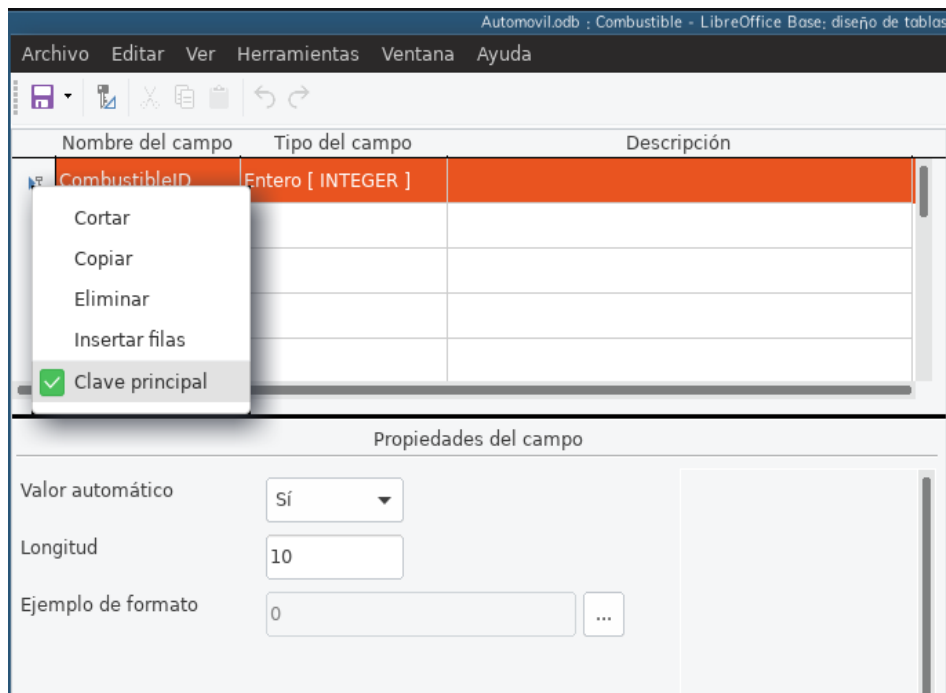 Automovil.odb : Combustible - LibreOffice Base: diseño de tablas
Archivo Editar Ver Herramientas Ventana Ayuda
Nombre del campo Tipo del campo Descripción
CombustibleID Entero [ INTEGER ]
Cortar
Copiar
Eliminar
Insertar filas
Clave principal
Propiedades del campo
Valor automático Sí
Longitud 10
Ejemplo de formato 0 ...